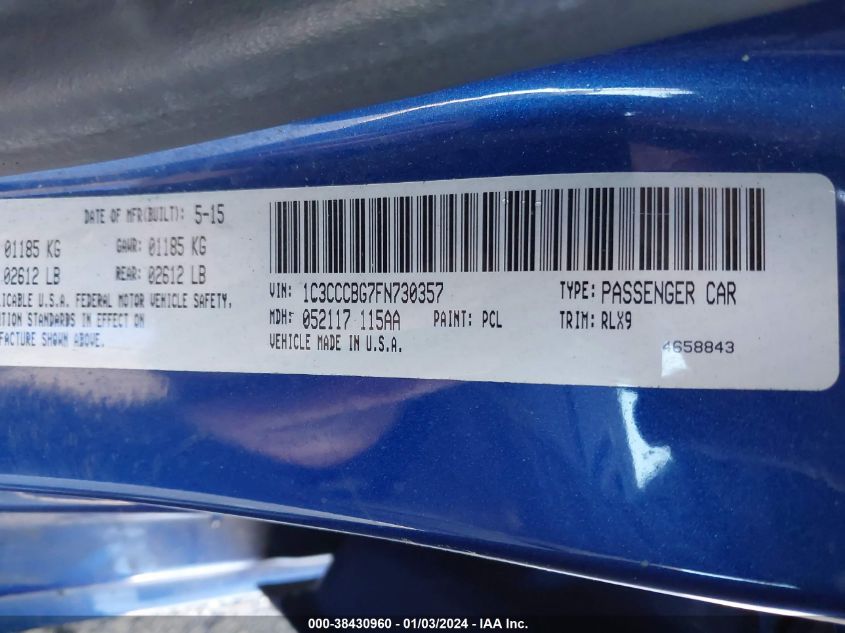 DATE OF MFR(BUILT): 5-15
01185 KG GAWR: 01185 KG
02612 LB REAR: 02612 LB
ICABLE U.S.A. FEDERAL MOTOR VEHICLE SAFETY,
TION STANDARDS IN EFFECT ON
FACTURE SHOWN ABOVE.
VIN: 1C3CCCBG7FN730357 TYPE: PASSENGER CAR
MDH: 052117 115AA PAINT: PCL TRIM: RLX9
VEHICLE MADE IN U.S.A. 4658843
000-38430960 - 01/03/2024 - IAA Inc.